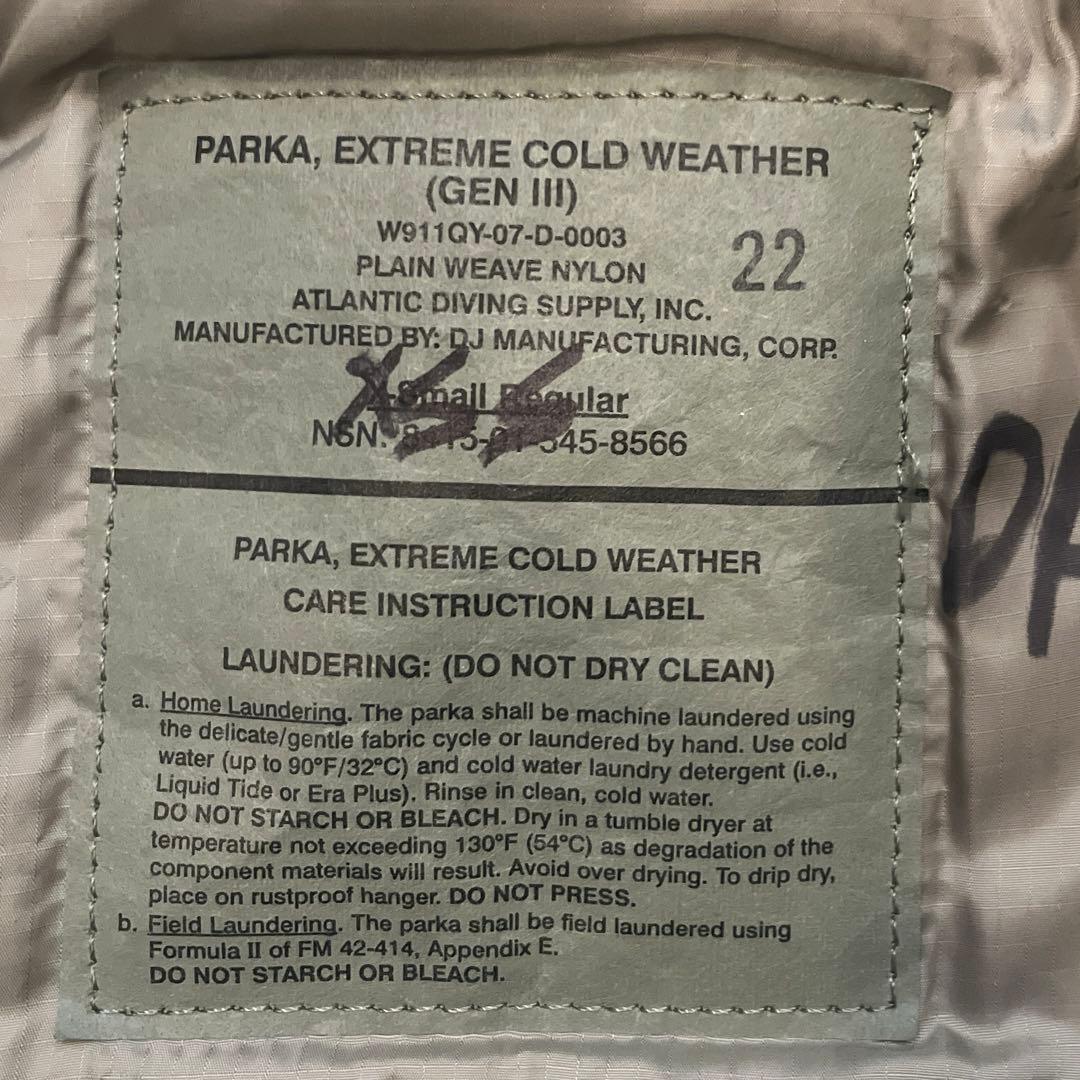 PARKA, EXTREME COLD WEATHER
(GEN III)
W911QY-07-D-0003
22
PLAIN WEAVE NYLON
ATLANTIC DIVING SUPPLY, INC.
MANUFACTURED BY: DJ MANUFACTURING, CORP.
X-Small Regular
XS
NSN: 8415-01-545-8566
PARKA, EXTREME COLD WEATHER
CARE INSTRUCTION LABEL
LAUNDERING: (DO NOT DRY CLEAN)
a. Home Laundering. The parka shall be machine laundered using
the delicate/gentle fabric cycle or laundered by hand. Use cold
water (up to 90°F/32°C) and cold water laundry detergent (i.e.,
Liquid Tide or Era Plus). Rinse in clean, cold water.
DO NOT STARCH OR BLEACH. Dry in a tumble dryer at
temperature not exceeding 130°F (54°C) as degradation of the
component materials will result. Avoid over drying. To drip dry,
place on rustproof hanger. DO NOT PRESS.
b. Field Laundering. The parka shall be field laundered using
Formula II of FM 42-414, Appendix E.
DO NOT STARCH OR BLEACH.